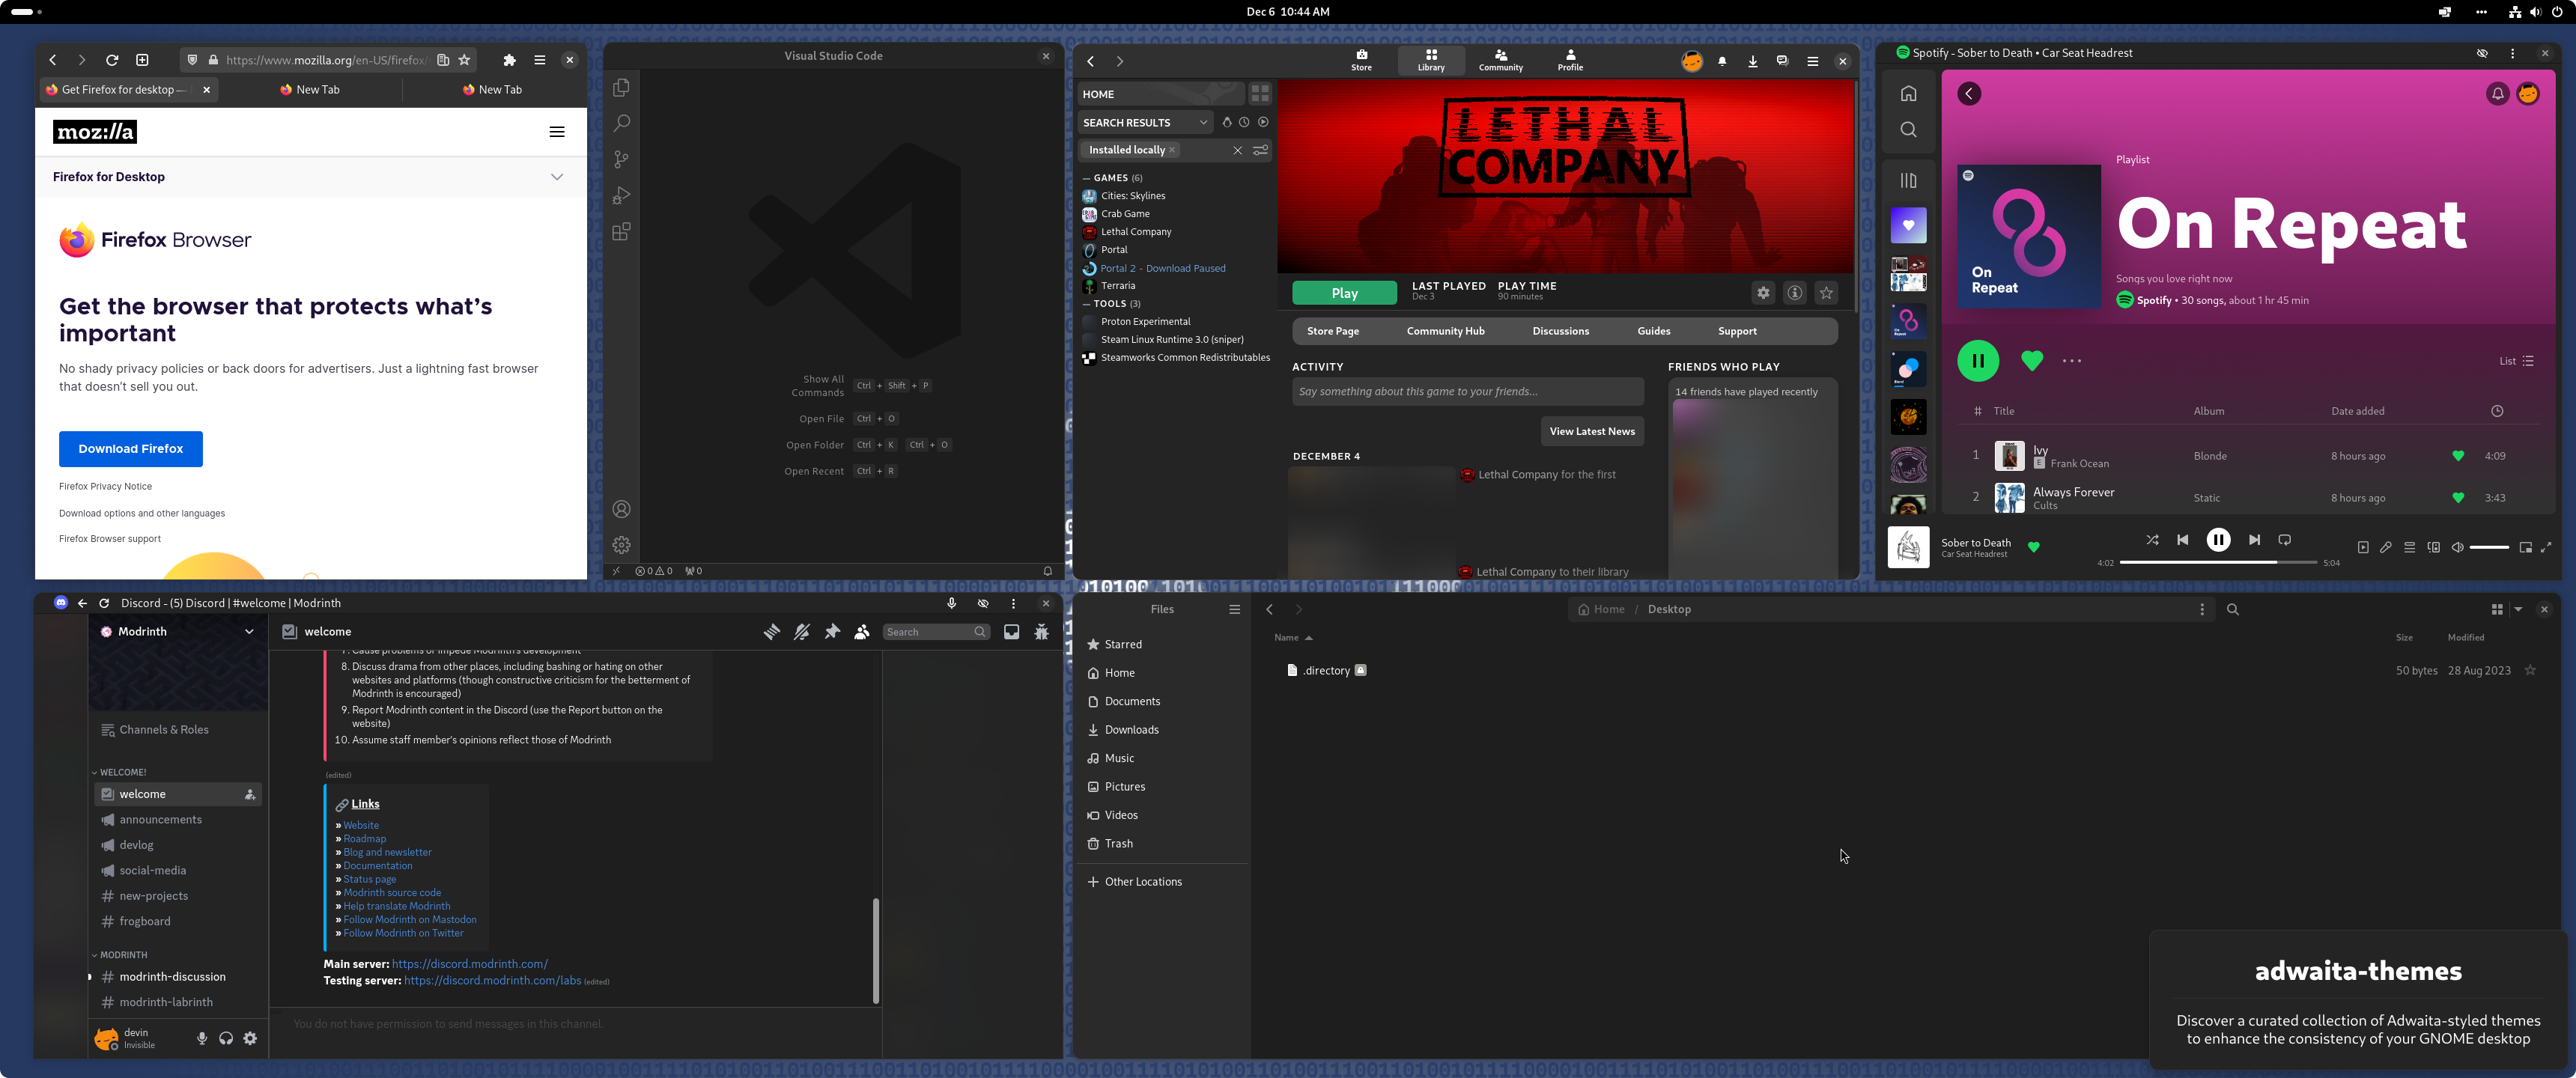 Dec 6 10:44 AM
https://www.mozilla.org/en-US/firefox/
Get Firefox for desktop —
New Tab
New Tab
moz://a
Firefox for Desktop
Firefox Browser
Get the browser that protects what's
important
No shady privacy policies or back doors for advertisers. Just a lightning fast browser
that doesn't sell you out.
Download Firefox
Firefox Privacy Notice
Download options and other languages
Firefox Browser support
Visual Studio Code
Show All
Commands
Ctrl + Shift + P
Open File Ctrl + O
Open Folder Ctrl + K Ctrl + O
Open Recent Ctrl + R
0 0 0
Store
Library
Community
Profile
HOME
SEARCH RESULTS
Installed locally
— GAMES (6)
Cities: Skylines
Crab Game
Lethal Company
Portal
Portal 2 - Download Paused
Terraria
— TOOLS (3)
Proton Experimental
Steam Linux Runtime 3.0 (sniper)
Steamworks Common Redistributables
LETHAL
COMPANY
Play
LAST PLAYED
Dec 3
PLAY TIME
90 minutes
Store Page Community Hub Discussions Guides Support
ACTIVITY
Say something about this game to your friends...
View Latest News
DECEMBER 4
Lethal Company for the first
Lethal Company to their library
FRIENDS WHO PLAY
14 friends have played recently
Spotify - Sober to Death • Car Seat Headrest
On
Repeat
Playlist
On Repeat
Songs you love right now
Spotify • 30 songs, about 1 hr 45 min
List
# Title Album Date added
1 Ivy Blonde 8 hours ago 4:09
E Frank Ocean
2 Always Forever Static 8 hours ago 3:43
Cults
Sober to Death
Car Seat Headrest
4:02 5:04
Discord - (5) Discord | #welcome | Modrinth
Modrinth
welcome
Search
Channels & Roles
WELCOME!
welcome
announcements
devlog
social-media
new-projects
frogboard
MODRINTH
modrinth-discussion
modrinth-labrinth
devin
Invisible
7. Cause problems or impede Modrinth's development
8. Discuss drama from other places, including bashing or hating on other
websites and platforms (though constructive criticism for the betterment of
Modrinth is encouraged)
9. Report Modrinth content in the Discord (use the Report button on the
website)
10. Assume staff member's opinions reflect those of Modrinth
(edited)
Links
» Website
» Roadmap
» Blog and newsletter
» Documentation
» Status page
» Modrinth source code
» Help translate Modrinth
» Follow Modrinth on Mastodon
» Follow Modrinth on Twitter
Main server: https://discord.modrinth.com/
Testing server: https://discord.modrinth.com/labs (edited)
You do not have permission to send messages in this channel.
Files
Home / Desktop
Starred
Home
Documents
Downloads
Music
Pictures
Videos
Trash
Other Locations
Name Size Modified
.directory 50 bytes 28 Aug 2023
adwaita-themes
Discover a curated collection of Adwaita-styled themes
to enhance the consistency of your GNOME desktop